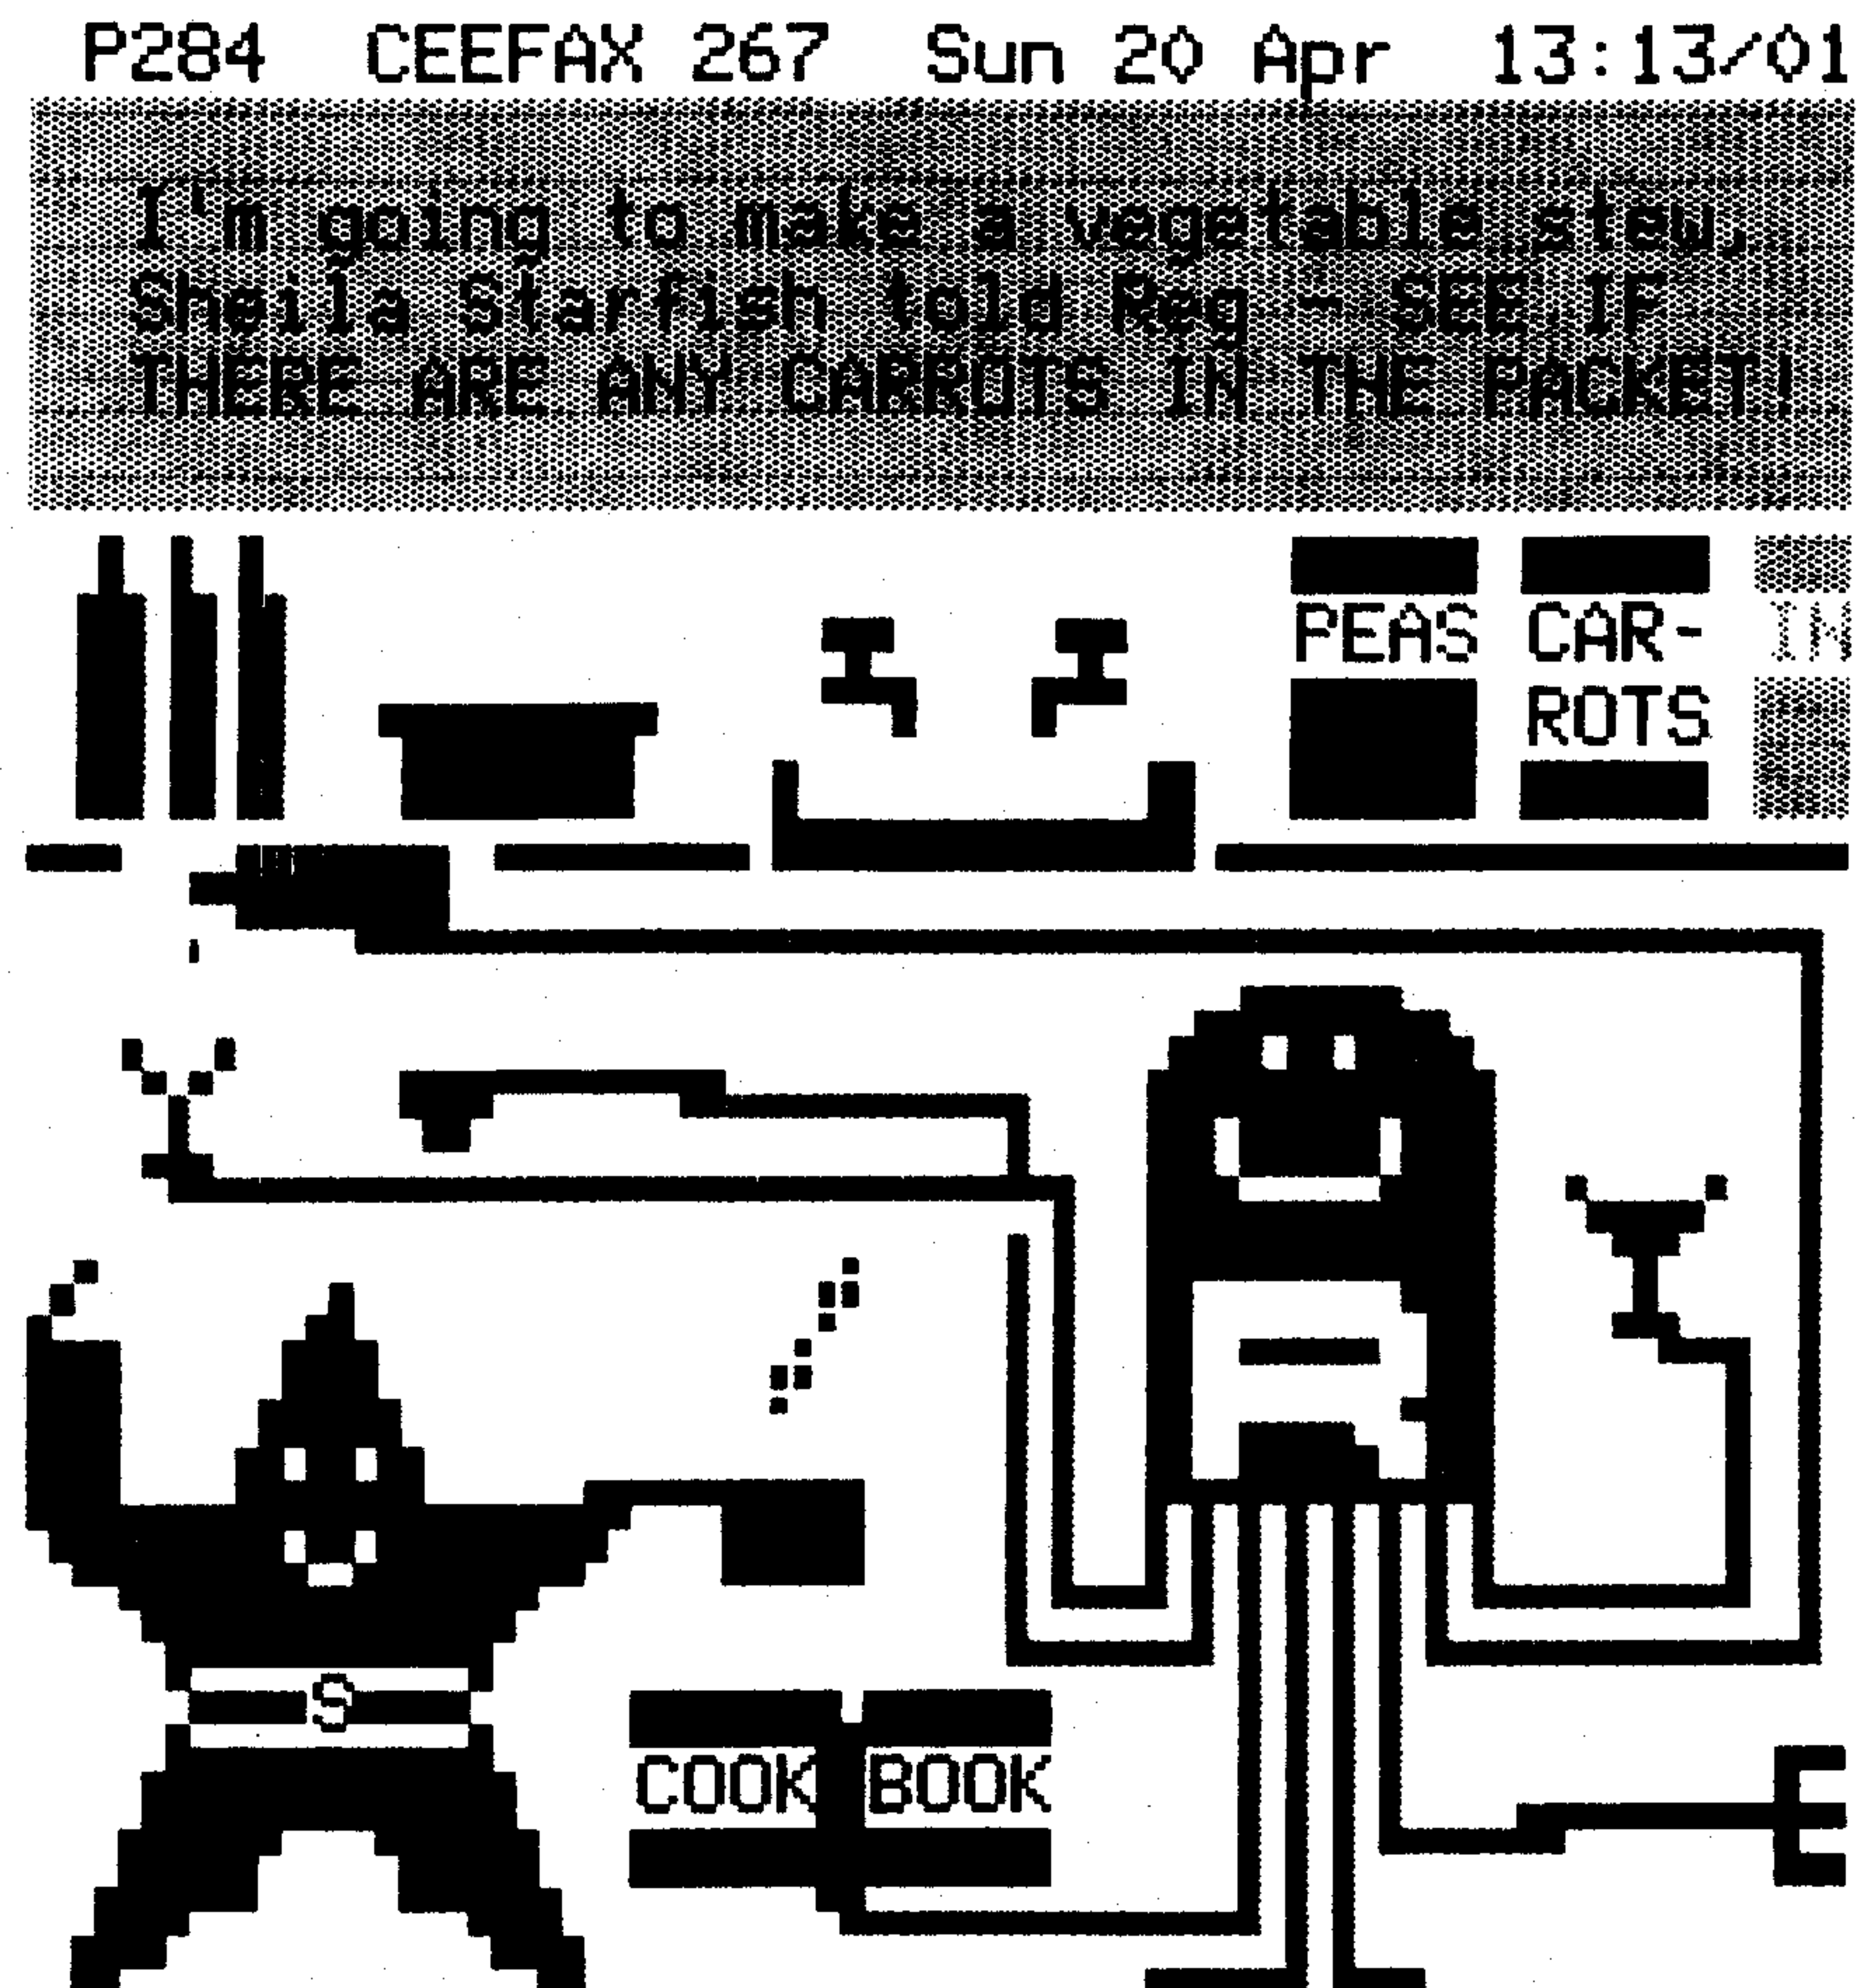 P284 CEEFAX 267 Sun 20 Apr 13:13/01
I'm going to make a vegetable stew,
Sheila Starfish told Reg - SEE IF
THERE ARE ANY CARROTS IN THE PACKET!
PEAS CAR- IN
ROTS
S
COOK BOOK